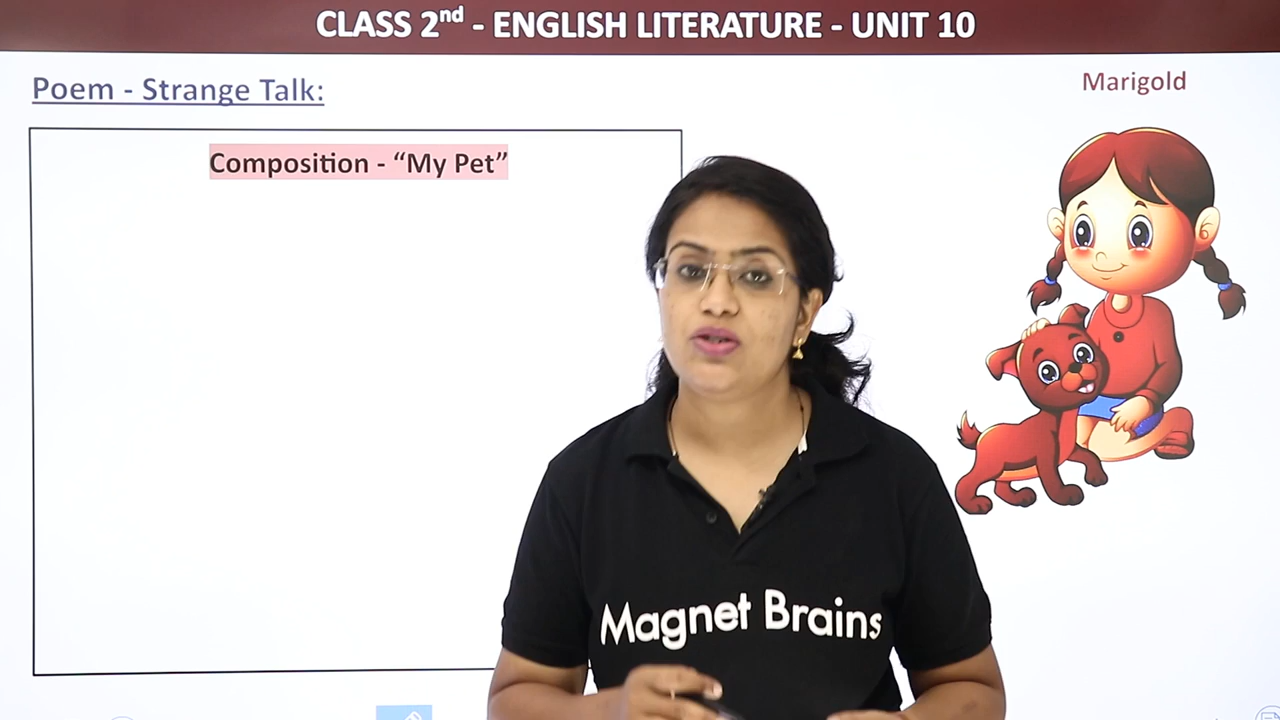 CLASS 2nd - ENGLISH LITERATURE - UNIT 10
Poem - Strange Talk:
Marigold
Composition - “My Pet”
Magnet Brains